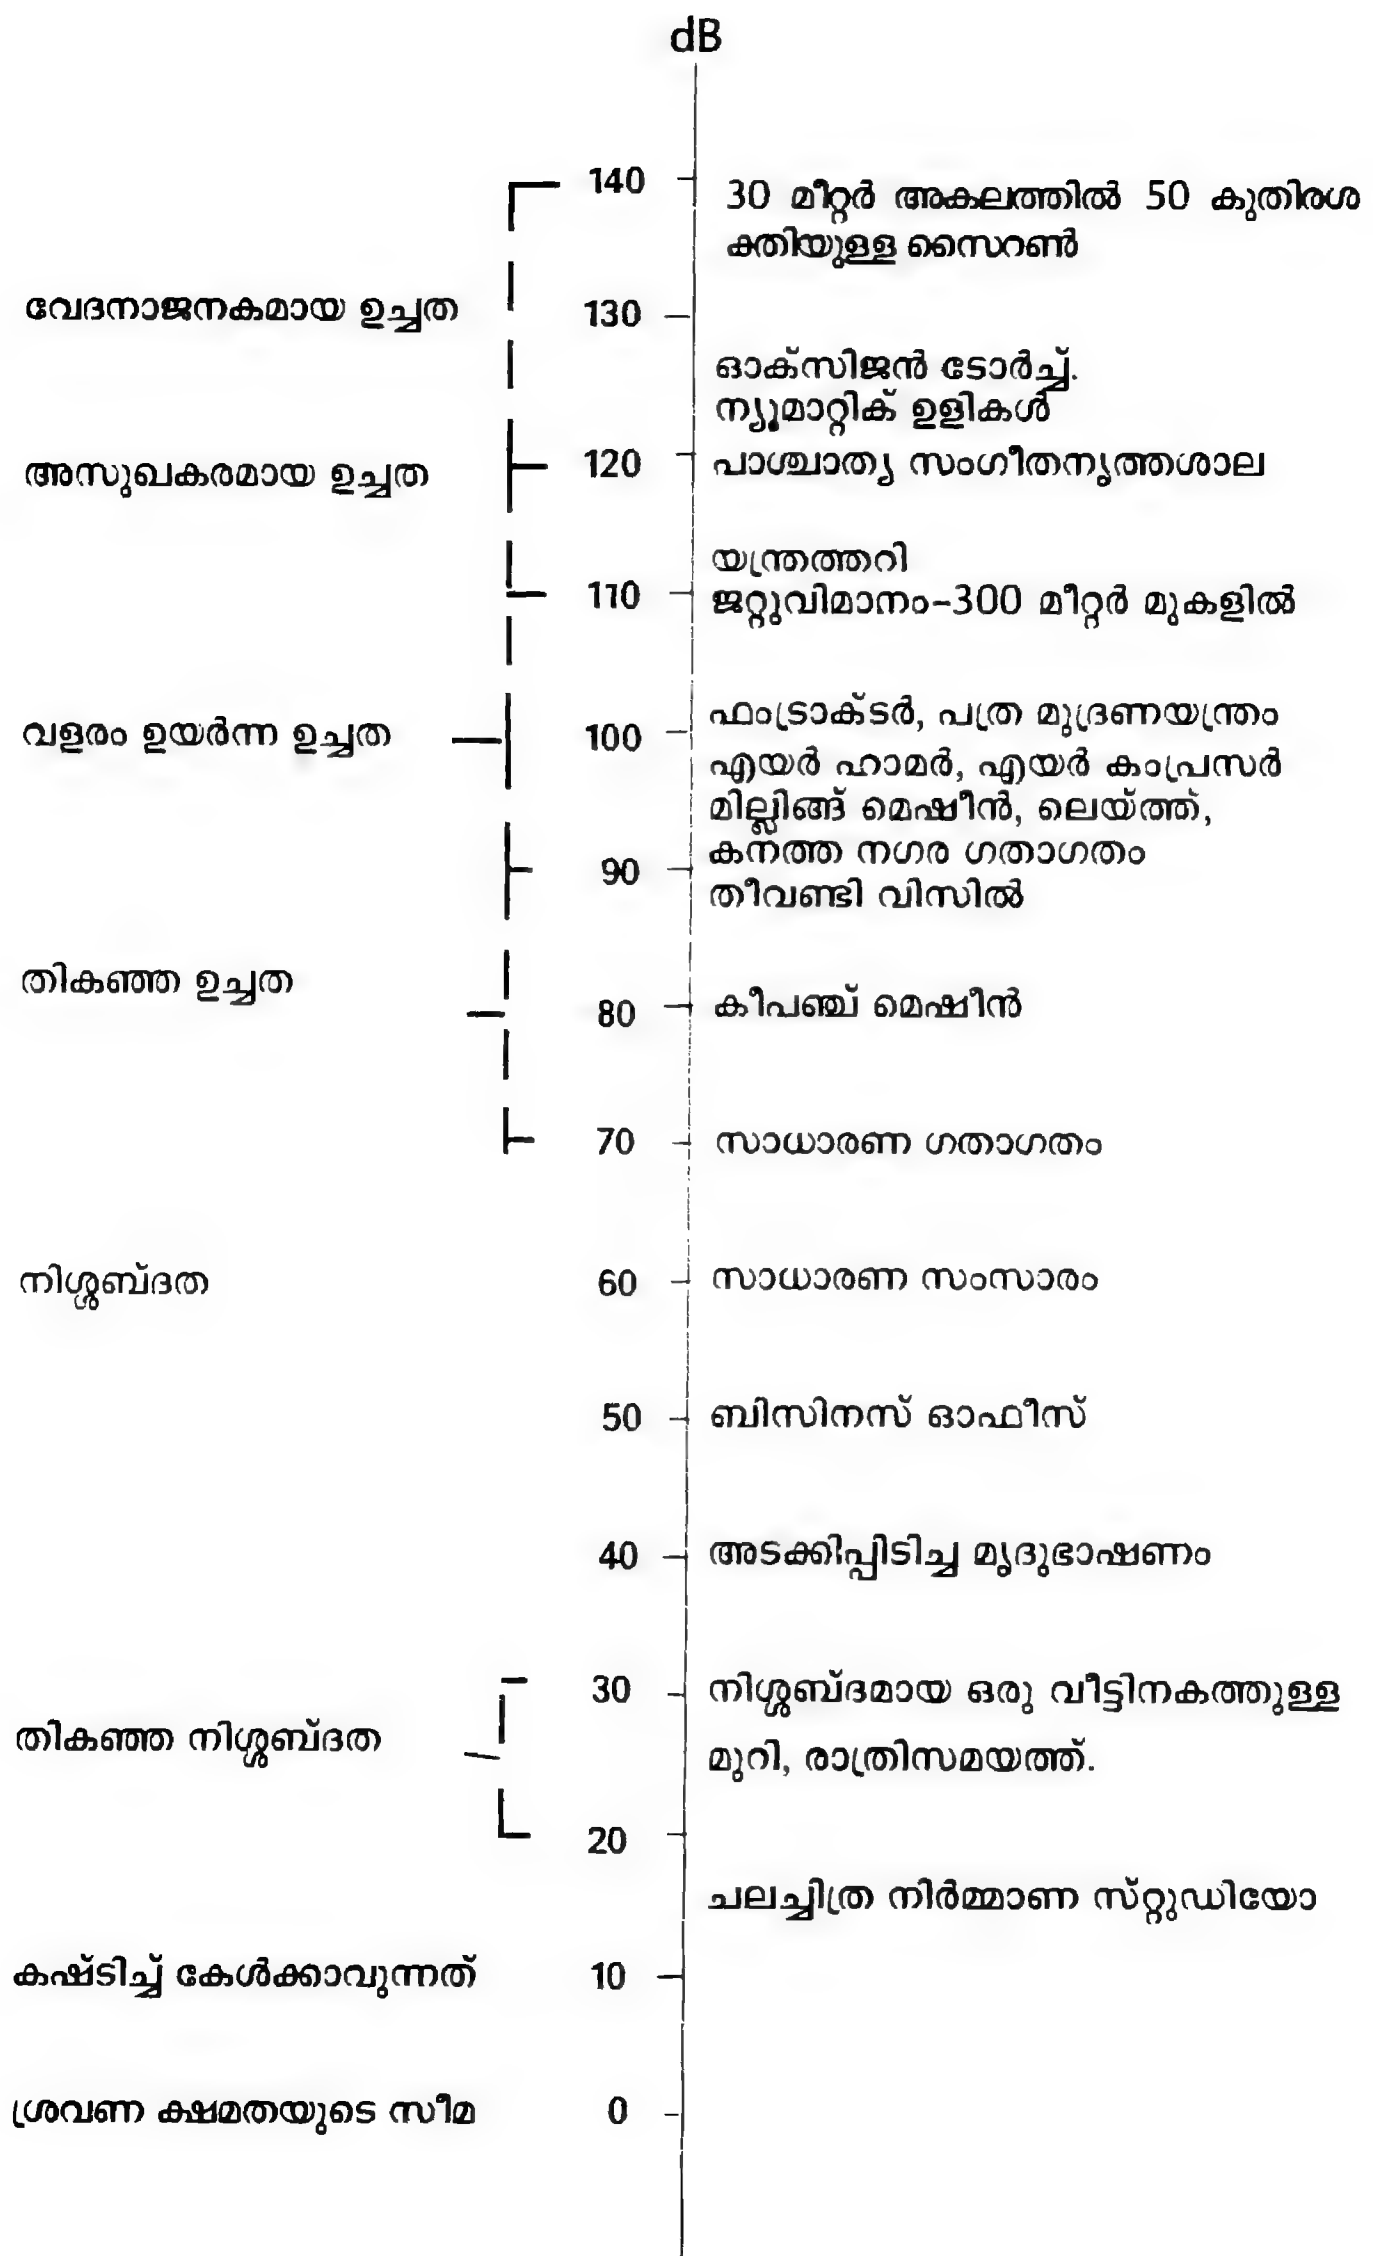 dB
140
30 മീറ്റർ അകലത്തിൽ 50 കുതിരശ
ക്തിയുള്ള സൈറൺ
വേദനാജനകമായ ഉച്ചത
130
ഓക്സിജൻ ടോർച്ച്.
ന്യൂമാറ്റിക് ഉളികൾ
അസുഖകരമായ ഉച്ചത
120
പാശ്ചാത്യ സംഗീതനൃത്തശാല
യന്ത്രത്തറി
110
ജറ്റുവിമാനം-300 മീറ്റർ മുകളിൽ
വളരം ഉയർന്ന ഉച്ചത
100
ഫംട്രാക്ടർ, പത്ര മുദ്രണയന്ത്രം
എയർ ഹാമർ, എയർ കംപ്രസർ
മില്ലിങ്ങ് മെഷീൻ, ലെയ്ത്ത്,
കനത്ത നഗര ഗതാഗതം
90
തീവണ്ടി വിസിൽ
തികഞ്ഞ ഉച്ചത
80
കീപഞ്ച് മെഷീൻ
70
സാധാരണ ഗതാഗതം
നിശ്ശബ്ദത
60
സാധാരണ സംസാരം
50
ബിസിനസ് ഓഫീസ്
40
അടക്കിപ്പിടിച്ച മൃദുഭാഷണം
30
നിശ്ശബ്ദമായ ഒരു വീട്ടിനകത്തുള്ള
മുറി, രാത്രിസമയത്ത്.
തികഞ്ഞ നിശ്ശബ്ദത
20
ചലച്ചിത്ര നിർമ്മാണ സ്റ്റുഡിയോ
കഷ്ടിച്ച് കേൾക്കാവുന്നത്
10
ശ്രവണ ക്ഷമതയുടെ സീമ
0